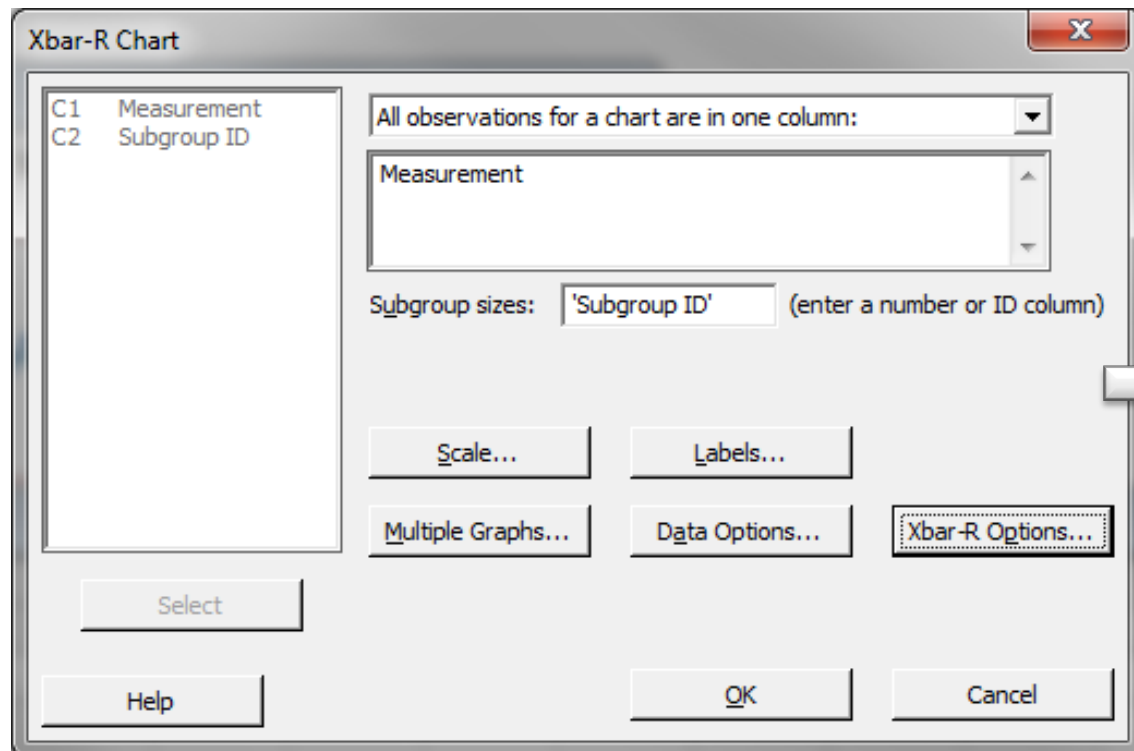 Xbar-R Chart
C1 Measurement
C2 Subgroup ID
All observations for a chart are in one column:
Measurement
Subgroup sizes: 'Subgroup ID' (enter a number or ID column)
Scale... Labels...
Multiple Graphs... Data Options... Xbar-R Options...
Select
Help OK Cancel